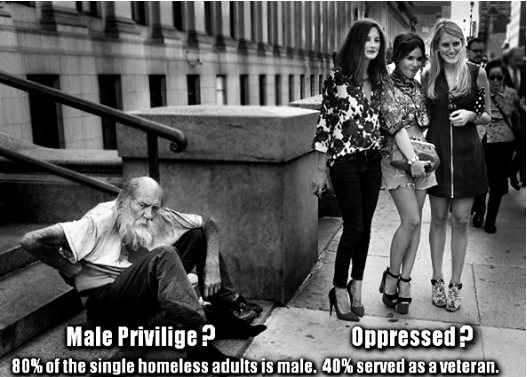 Male Privilige ? Oppressed ?
80% of the single homeless adults is male. 40% served as a veteran.